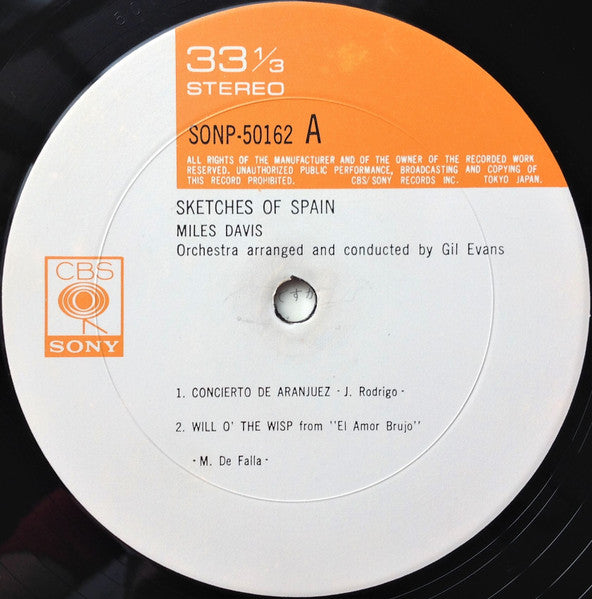 33 1/3
STEREO
SONP-50162 A
ALL RIGHTS OF THE MANUFACTURER AND OF THE OWNER OF THE RECORDED WORK
RESERVED. UNAUTHORIZED PUBLIC PERFORMANCE, BROADCASTING AND COPYING OF
THIS RECORD PROHIBITED. CBS/SONY RECORDS INC. TOKYO JAPAN.
SKETCHES OF SPAIN
MILES DAVIS
Orchestra arranged and conducted by Gil Evans
CBS
SONY
1. CONCIERTO DE ARANJUEZ - J. Rodrigo -
2. WILL O' THE WISP from "El Amor Brujo"
- M. De Falla -